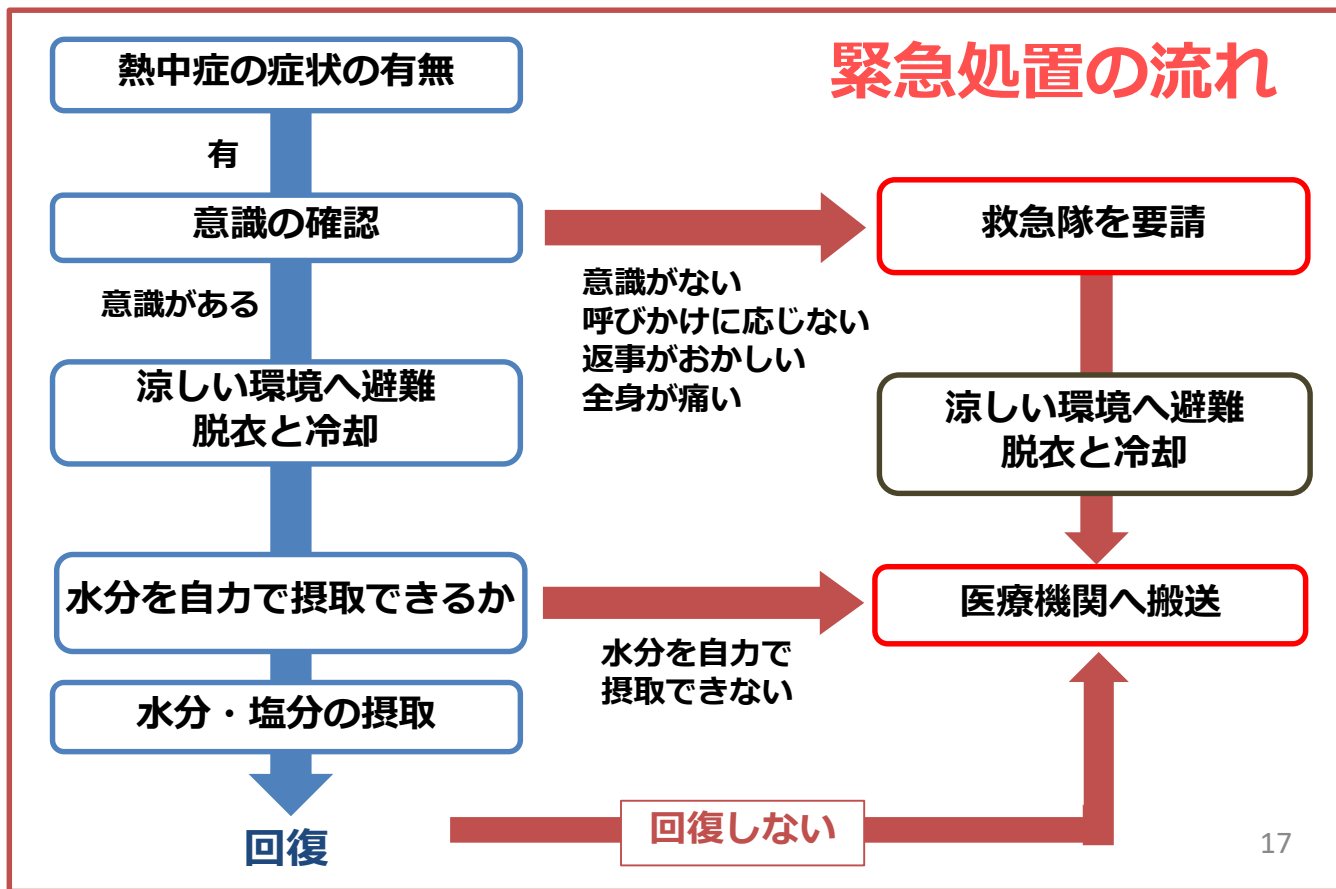 緊急処置の流れ
熱中症の症状の有無
有
意識の確認
意識がある
涼しい環境へ避難
脱衣と冷却
水分を自力で摂取できるか
水分・塩分の摂取
回復
意識がない
呼びかけに応じない
返事がおかしい
全身が痛い
水分を自力で
摂取できない
回復しない
救急隊を要請
涼しい環境へ避難
脱衣と冷却
医療機関へ搬送
17